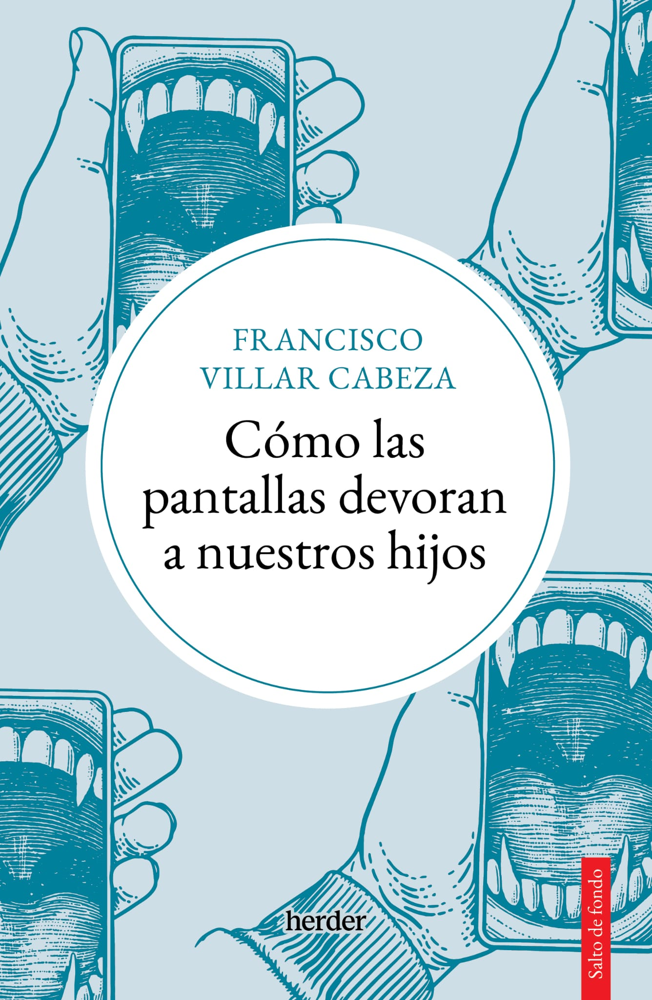 FRANCISCO
VILLAR CABEZA
Cómo las
pantallas devoran
a nuestros hijos
herder
Salto de fondo